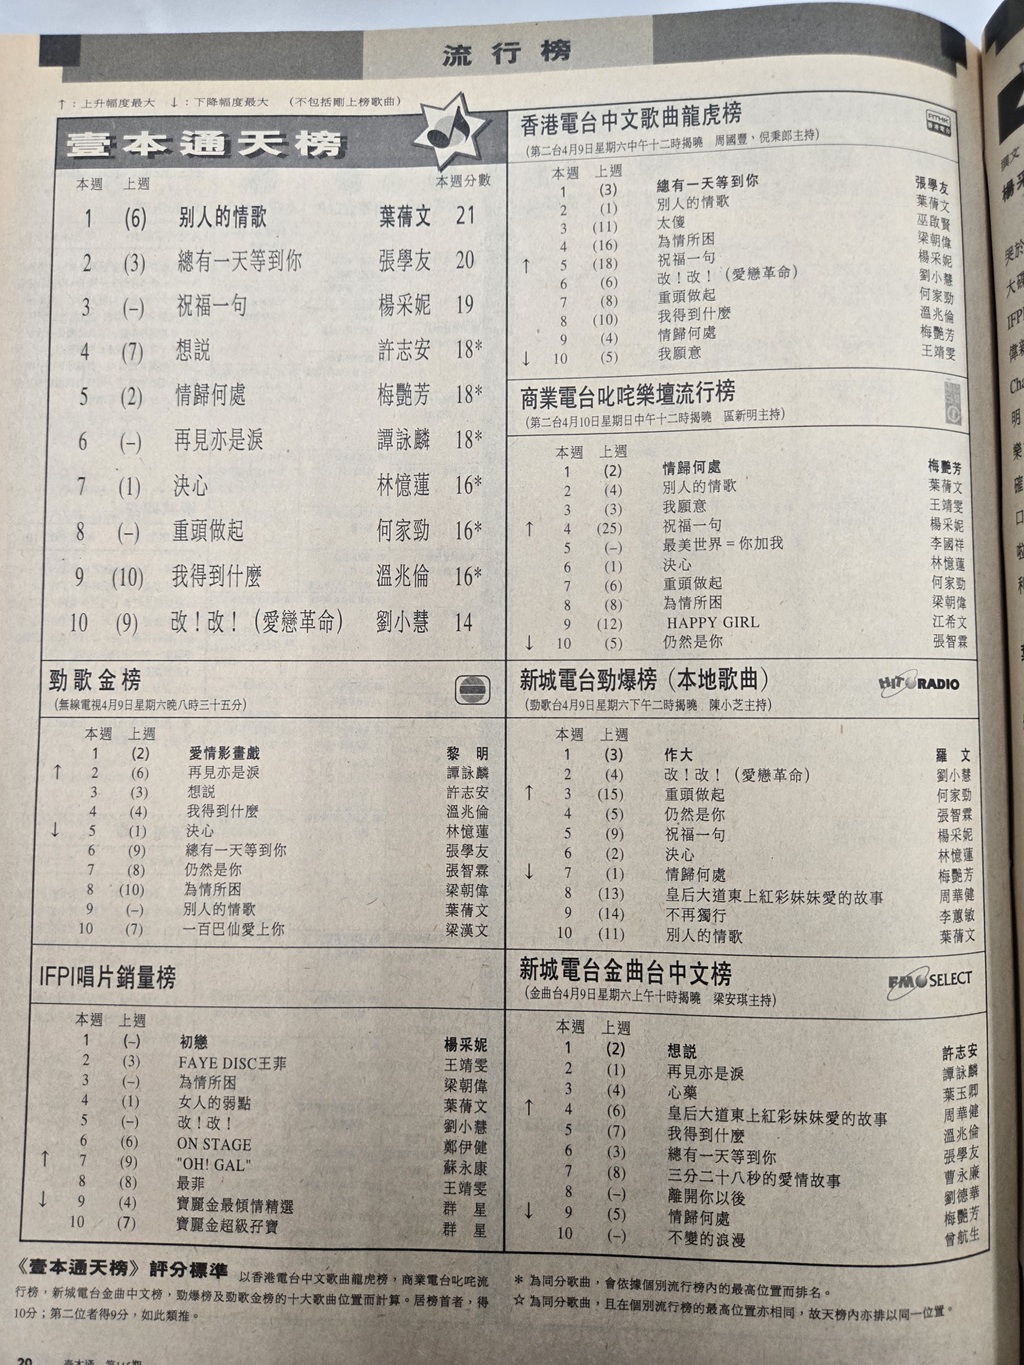 流行榜
↑：上升幅度最大　↓：下降幅度最大　（不包括剛上榜歌曲）
壹本通天榜
本週　上週　本週分數
1 (6) 别人的情歌 葉蒨文 21
2 (3) 總有一天等到你 張學友 20
3 (–) 祝福一句 楊采妮 19
4 (7) 想説 許志安 18*
5 (2) 情歸何處 梅艷芳 18*
6 (–) 再見亦是淚 譚詠麟 18*
7 (1) 決心 林憶蓮 16*
8 (–) 重頭做起 何家勁 16*
9 (10) 我得到什麼 溫兆倫 16*
10 (9) 改！改！（愛戀革命） 劉小慧 14
勁歌金榜
（無線電視4月9日星期六晚八時三十五分）
本週　上週
1 (2) 愛情影畫戲 黎　明
↑ 2 (6) 再見亦是淚 譚詠麟
3 (3) 想説 許志安
4 (4) 我得到什麼 溫兆倫
↓ 5 (1) 決心 林憶蓮
6 (9) 總有一天等到你 張學友
7 (8) 仍然是你 張智霖
8 (10) 為情所困 梁朝偉
9 (–) 別人的情歌 葉蒨文
10 (7) 一百巴仙愛上你 梁漢文
IFPI唱片銷量榜
本週　上週
1 (–) 初戀 楊采妮
2 (3) FAYE DISC王菲 王靖雯
3 (–) 為情所困 梁朝偉
4 (1) 女人的弱點 葉蒨文
5 (–) 改！改！ 劉小慧
6 (6) ON STAGE 鄭伊健
↑ 7 (9) "OH! GAL" 蘇永康
8 (8) 最菲 王靖雯
↓ 9 (4) 寶麗金最傾情精選 群　星
10 (7) 寶麗金超級孖寶 群　星
香港電台中文歌曲龍虎榜
RTHK
（第二台4月9日星期六中午十二時揭曉　周國豐、倪秉郎主持）
本週　上週
1 (3) 總有一天等到你 張學友
2 (1) 別人的情歌 葉蒨文
3 (11) 太傻 巫啟賢
4 (16) 為情所困 梁朝偉
↑ 5 (18) 祝福一句 楊采妮
6 (6) 改！改！（愛戀革命） 劉小慧
7 (8) 重頭做起 何家勁
8 (10) 我得到什麼 溫兆倫
9 (4) 情歸何處 梅艷芳
↓ 10 (5) 我願意 王靖雯
商業電台叱咤樂壇流行榜
（第二台4月10日星期日中午十二時揭曉　區新明主持）
本週　上週
1 (2) 情歸何處 梅艷芳
2 (4) 別人的情歌 葉蒨文
3 (3) 我願意 王靖雯
↑ 4 (25) 祝福一句 楊采妮
5 (–) 最美世界＝你加我 李國祥
6 (1) 決心 林憶蓮
7 (6) 重頭做起 何家勁
8 (8) 為情所困 梁朝偉
9 (12) HAPPY GIRL 江希文
↓ 10 (5) 仍然是你 張智霖
新城電台勁爆榜（本地歌曲）
HIT RADIO
（勁歌台4月9日星期六下午二時揭曉　陳小芝主持）
本週　上週
1 (3) 作大 羅　文
2 (4) 改！改！（愛戀革命） 劉小慧
↑ 3 (15) 重頭做起 何家勁
4 (5) 仍然是你 張智霖
5 (9) 祝福一句 楊采妮
6 (2) 決心 林憶蓮
↓ 7 (1) 情歸何處 梅艷芳
8 (13) 皇后大道東上紅彩妹妹愛的故事 周華健
9 (14) 不再獨行 李蕙敏
10 (11) 別人的情歌 葉蒨文
新城電台金曲台中文榜
FM SELECT
（金曲台4月9日星期六上午十時揭曉　梁安琪主持）
本週　上週
1 (2) 想説 許志安
2 (1) 再見亦是淚 譚詠麟
3 (4) 心藥 葉玉卿
↑ 4 (6) 皇后大道東上紅彩妹妹愛的故事 周華健
5 (7) 我得到什麼 溫兆倫
6 (3) 總有一天等到你 張學友
7 (8) 三分二十八秒的愛情故事 曹永廉
8 (–) 離開你以後 劉德華
↓ 9 (5) 情歸何處 梅艷芳
10 (–) 不變的浪漫 曾航生
《壹本通天榜》評分標準　以香港電台中文歌曲龍虎榜，商業電台叱咤樂壇流
行榜，新城電台金曲中文榜，勁爆榜及勁歌金榜的十大歌曲位置而計算。居榜首者，得
10分；第二位者得9分，如此類推。
＊ 為同分歌曲，會依據個別流行榜內的最高位置而排名。
☆ 為同分歌曲，且在個別流行榜的最高位置亦相同，故天榜內亦排以同一位置。
20　壹本通